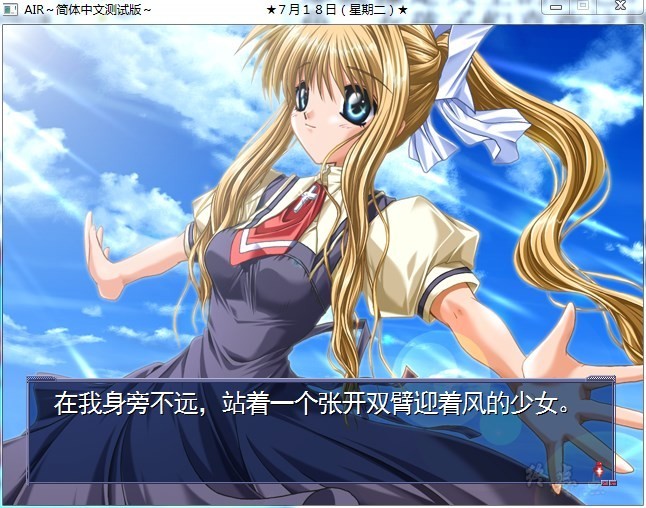 AIR～简体中文测试版～
★７月１８日（星期二）★
在我身旁不远，站着一个张开双臂迎着风的少女。